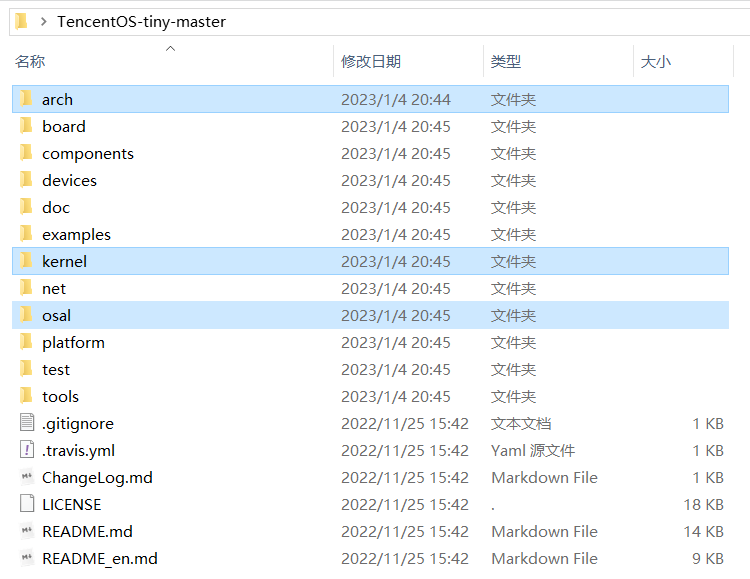 TencentOS-tiny-master
名称 修改日期 类型 大小
arch 2023/1/4 20:44 文件夹
board 2023/1/4 20:45 文件夹
components 2023/1/4 20:45 文件夹
devices 2023/1/4 20:45 文件夹
doc 2023/1/4 20:45 文件夹
examples 2023/1/4 20:45 文件夹
kernel 2023/1/4 20:45 文件夹
net 2023/1/4 20:45 文件夹
osal 2023/1/4 20:45 文件夹
platform 2023/1/4 20:45 文件夹
test 2023/1/4 20:45 文件夹
tools 2023/1/4 20:45 文件夹
.gitignore 2022/11/25 15:42 文本文档 1 KB
.travis.yml 2022/11/25 15:42 Yaml 源文件 1 KB
ChangeLog.md 2022/11/25 15:42 Markdown File 1 KB
LICENSE 2022/11/25 15:42 . 18 KB
README.md 2022/11/25 15:42 Markdown File 14 KB
README_en.md 2022/11/25 15:42 Markdown File 9 KB